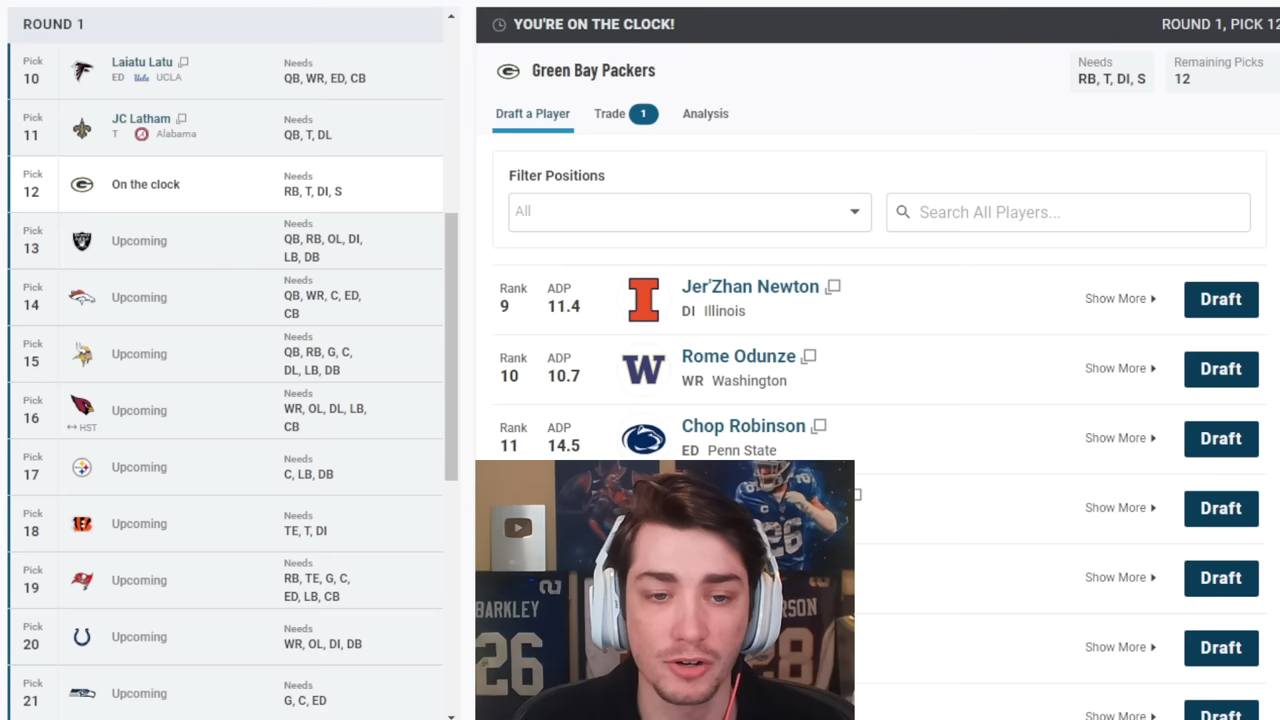 ROUND 1
Pick 10 Laiatu Latu Needs
ED Ucla UCLA QB, WR, ED, CB
Pick 11 JC Latham Needs
T Alabama QB, T, DL
Pick 12 On the clock Needs
RB, T, DI, S
Pick 13 Upcoming Needs
QB, RB, OL, DI,
LB, DB
Pick 14 Upcoming Needs
QB, WR, C, ED,
CB
Pick 15 Upcoming Needs
QB, RB, G, C,
DL, LB, DB
Pick 16 Upcoming Needs
WR, OL, DL, LB,
CB
HST
Pick 17 Upcoming Needs
C, LB, DB
Pick 18 Upcoming Needs
TE, T, DI
Pick 19 Upcoming Needs
RB, TE, G, C,
ED, LB, CB
Pick 20 Upcoming Needs
WR, OL, DI, DB
Pick 21 Upcoming Needs
G, C, ED
YOU'RE ON THE CLOCK! ROUND 1, PICK 12
G Green Bay Packers
Needs
RB, T, DI, S
Remaining Picks
12
Draft a Player Trade 1 Analysis
Filter Positions
All Search All Players...
Rank 9 ADP 11.4 I Jer'Zhan Newton Show More Draft
DI Illinois
Rank 10 ADP 10.7 W Rome Odunze Show More Draft
WR Washington
Rank 11 ADP 14.5 Chop Robinson Show More Draft
ED Penn State
Show More Draft
Show More Draft
Show More Draft
Show More Draft
26
C
BARKLEY
26
RSON
28